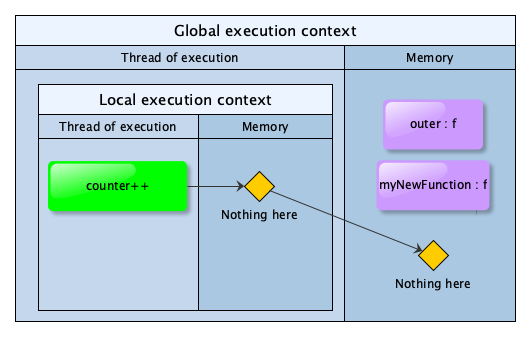 Global execution context
Thread of execution
Memory
Local execution context
Thread of execution
Memory
outer : f
counter++
myNewFunction : f
Nothing here
Nothing here